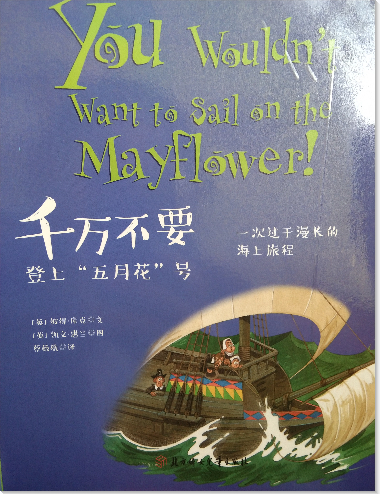 You Wouldn't
Want to Sail on the
Mayflower!
千万不要
登上“五月花”号
一次过于漫长的
海上旅程